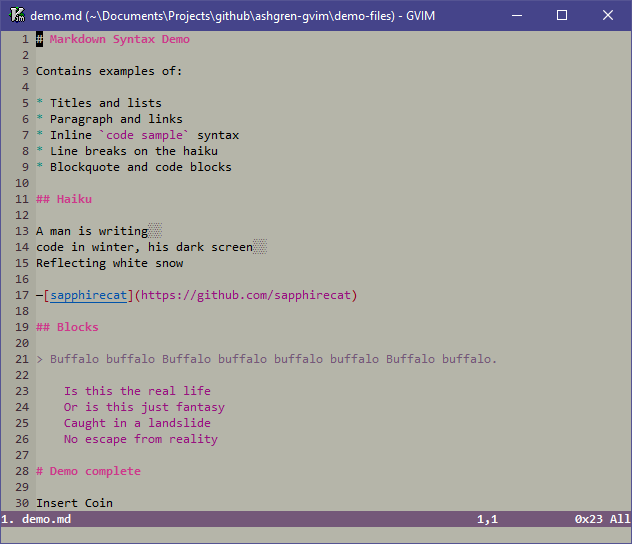 demo.md (~\Documents\Projects\github\ashgren-gvim\demo-files) - GVIM
1 # Markdown Syntax Demo
2
3 Contains examples of:
4
5 * Titles and lists
6 * Paragraph and links
7 * Inline `code sample` syntax
8 * Line breaks on the haiku
9 * Blockquote and code blocks
10
11 ## Haiku
12
13 A man is writing░░
14 code in winter, his dark screen░░
15 Reflecting white snow
16
17 —[sapphirecat](https://github.com/sapphirecat)
18
19 ## Blocks
20
21 > Buffalo buffalo Buffalo buffalo buffalo buffalo Buffalo buffalo.
22
23     Is this the real life
24     Or is this just fantasy
25     Caught in a landslide
26     No escape from reality
27
28 # Demo complete
29
30 Insert Coin
1. demo.md 1,1 0x23 All